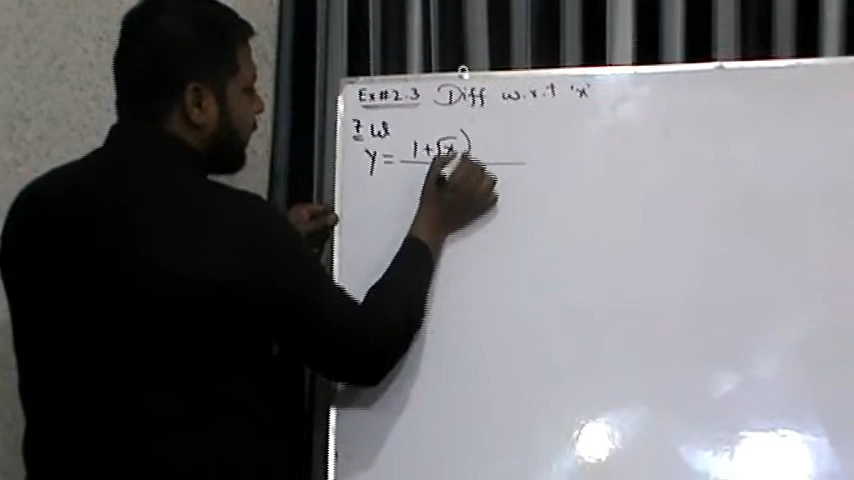 Ex#2.3 Diff w.r.t 'x'
7
y = 1+√x)